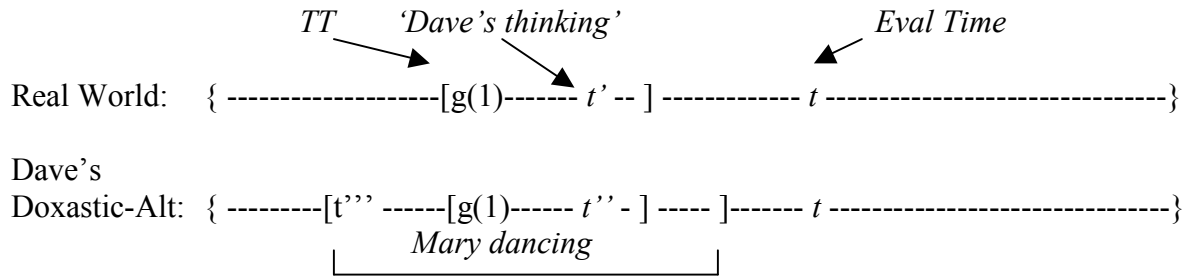 TT ‘Dave’s thinking’ Eval Time
Real World: { ---------------------[g(1)------- t’ -- ] ------------- t ----------------------------------}
Dave’s
Doxastic-Alt: { ---------[t’’’ ------[g(1)------ t’’ - ] ----- ]------- t ----------------------------------}
Mary dancing